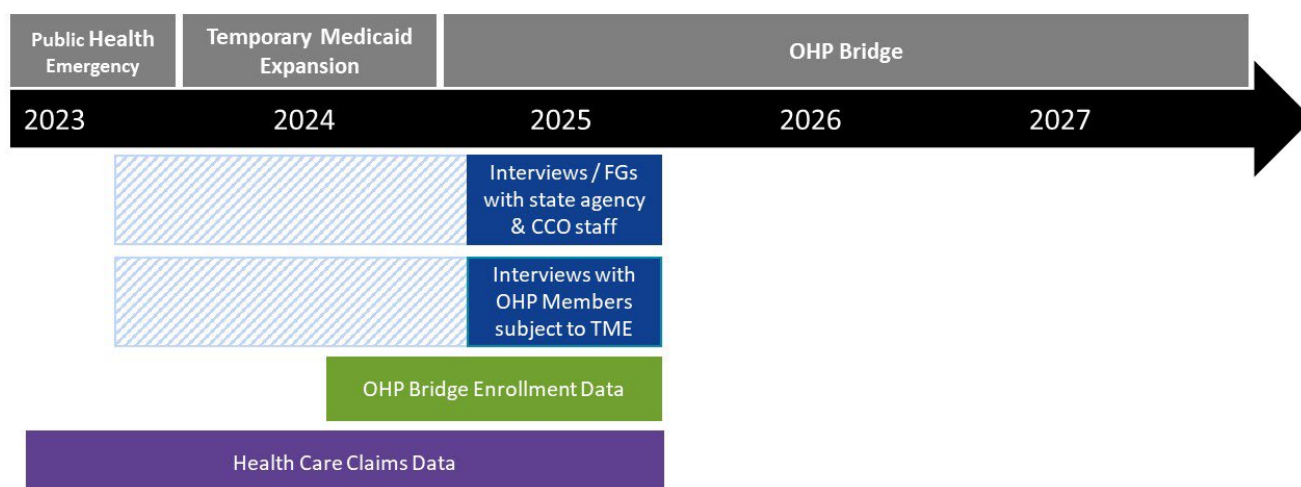 Public Health
Emergency
Temporary Medicaid
Expansion
OHP Bridge
2023
2024
2025
2026
2027
Interviews / FGs
with state agency
& CCO staff
Interviews with
OHP Members
subject to TME
OHP Bridge Enrollment Data
Health Care Claims Data